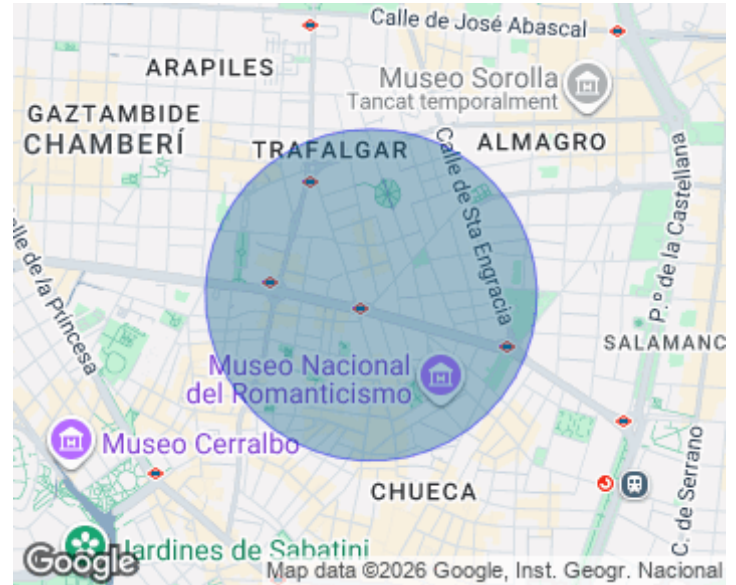 Calle de José Abascal
ARAPILES
Museo Sorolla
Tancat temporalment
GAZTAMBIDE
CHAMBERÍ
TRAFALGAR
ALMAGRO
Calle de Sta Engracia
P.º de la Castellana
alle de la Princesa
SALAMANC
Museo Nacional
del Romanticismo
Museo Cerralbo
CHUECA
C. de Serrano
Jardines de Sabatini
Google
Map data ©2026 Google, Inst. Geogr. Nacional